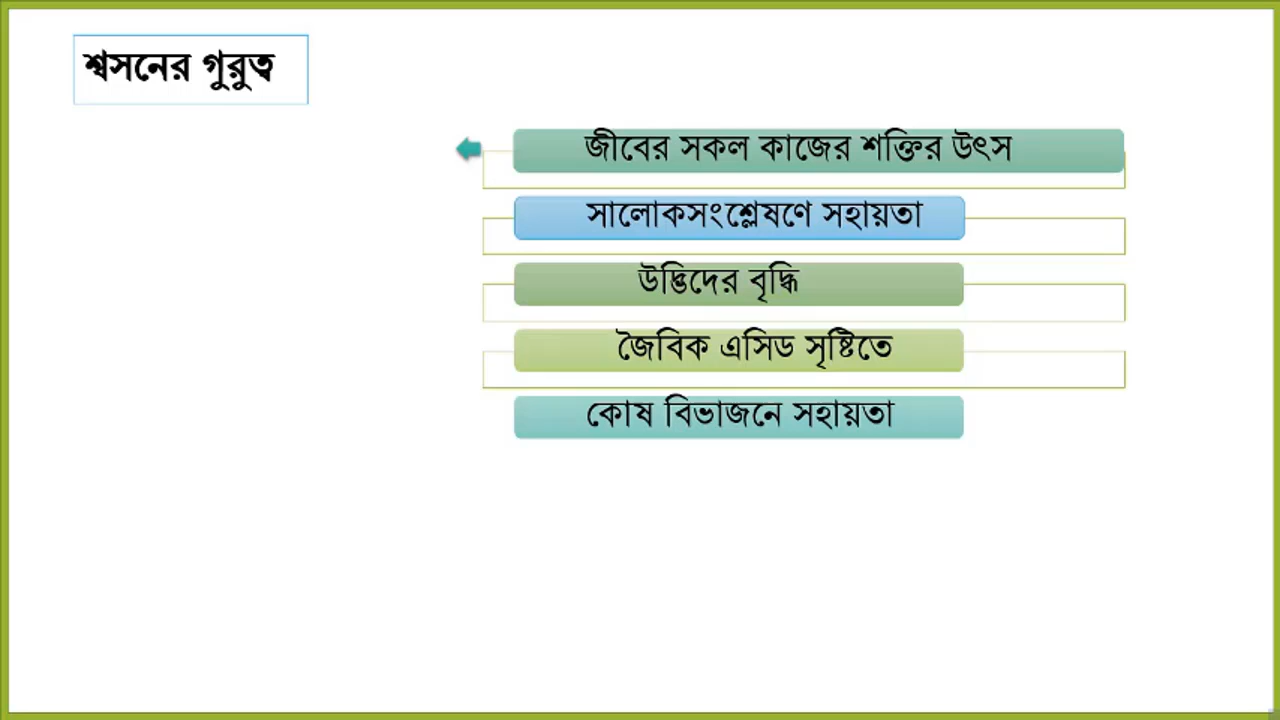 শ্বসনের গুরুত্ব
জীবের সকল কাজের শক্তির উৎস
সালোকসংশ্লেষণে সহায়তা
উদ্ভিদের বৃদ্ধি
জৈবিক এসিড সৃষ্টিতে
কোষ বিভাজনে সহায়তা